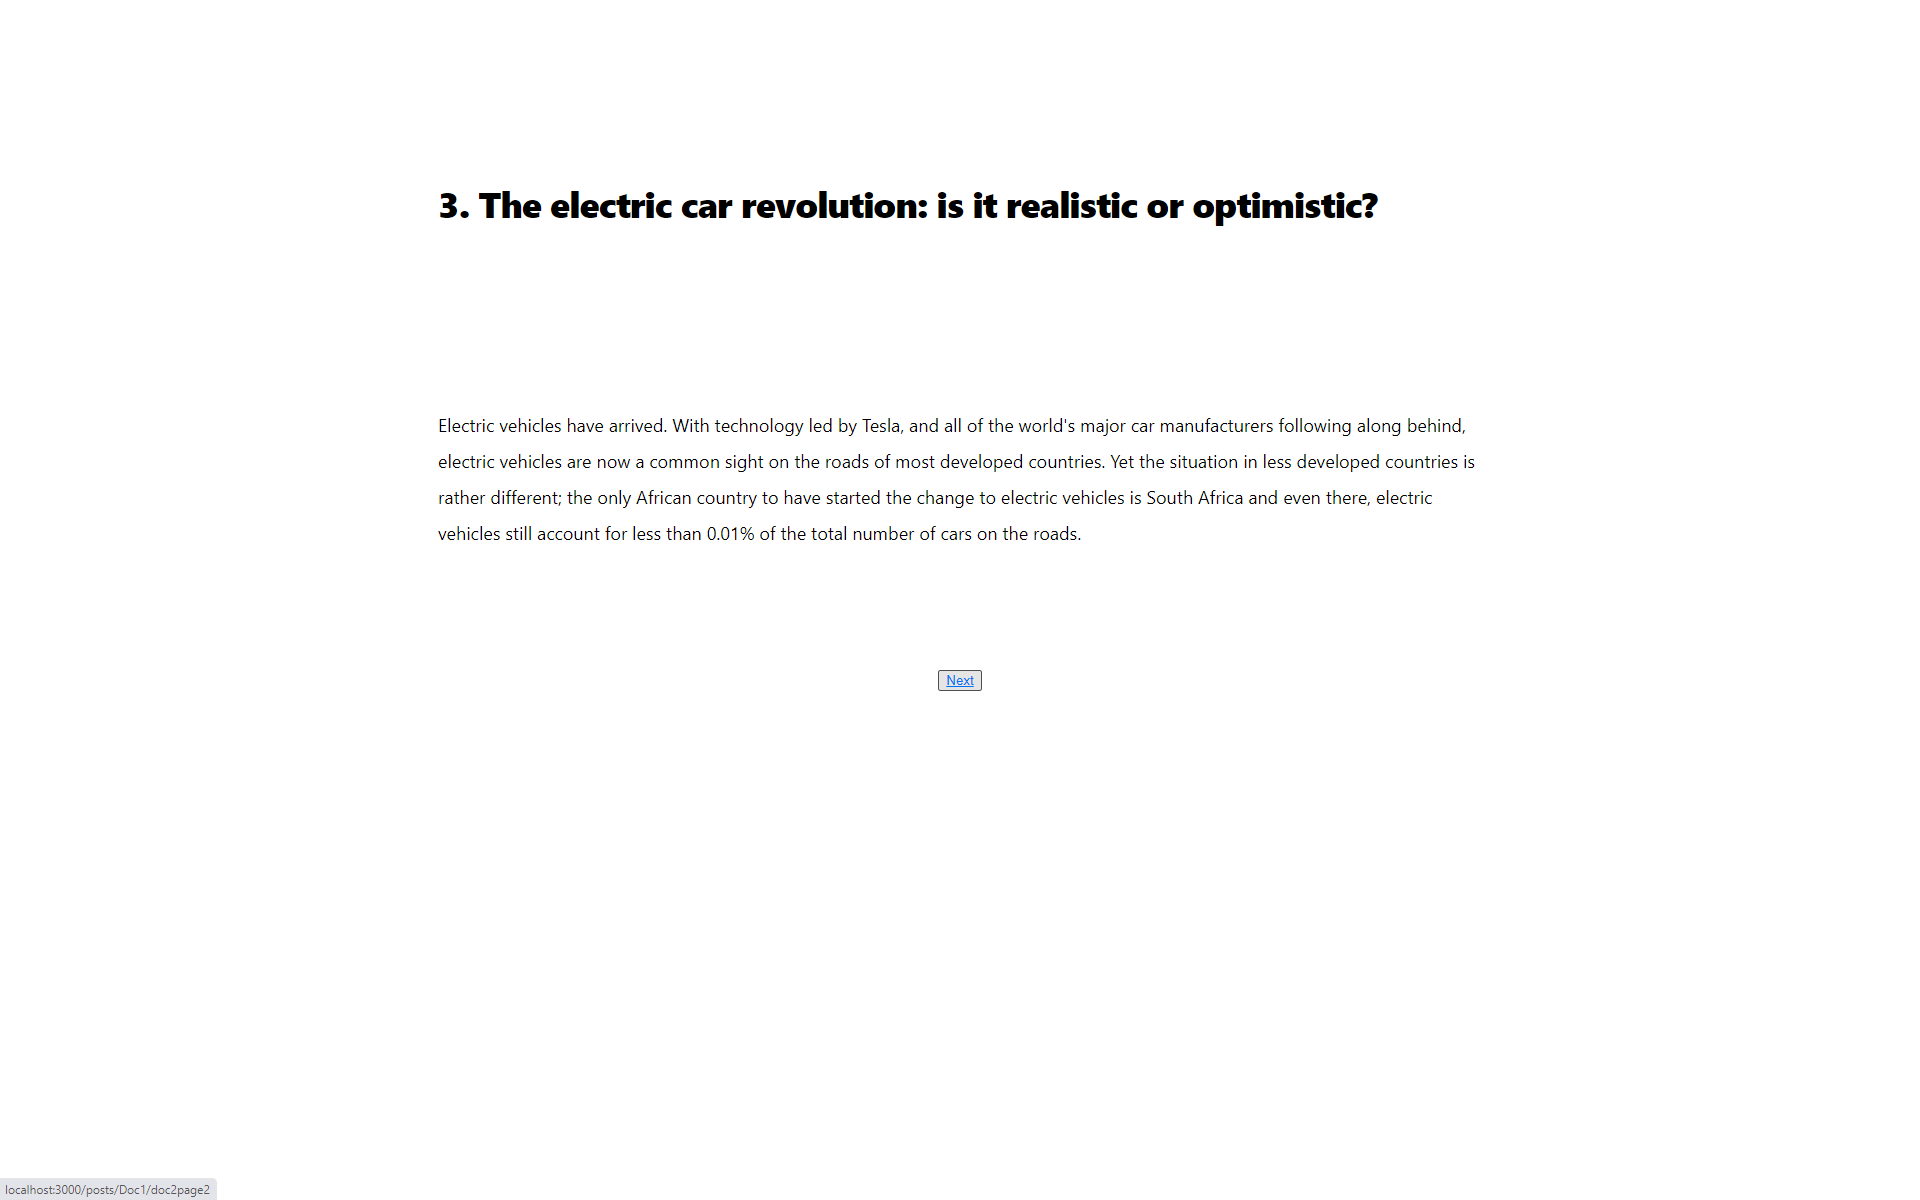 3. The electric car revolution: is it realistic or optimistic?
Electric vehicles have arrived. With technology led by Tesla, and all of the world's major car manufacturers following along behind,
electric vehicles are now a common sight on the roads of most developed countries. Yet the situation in less developed countries is
rather different; the only African country to have started the change to electric vehicles is South Africa and even there, electric
vehicles still account for less than 0.01% of the total number of cars on the roads.
Next
localhost:3000/posts/Doc1/doc2page2